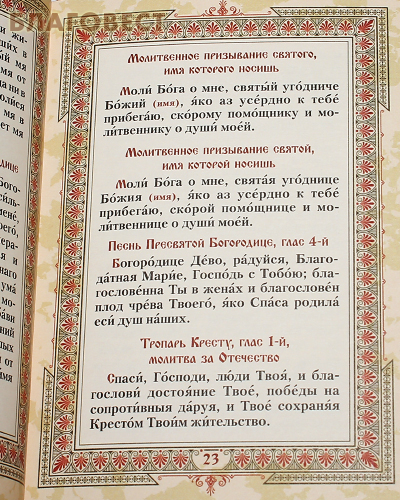 БЛАГОВЕСТ
Молитвенное призывание святого,
имя которого носишь
Моли́ Бо́га о мне, святы́й уго́дниче
Бо́жий (имя), я́ко аз усе́рдно к тебе́
прибега́ю, ско́рому помо́щнику и мо-
ли́твеннику о души́ мое́й.
Молитвенное призывание святой,
имя которой носишь
Моли́ Бо́га о мне, свята́я уго́днице
Бо́жия (имя), я́ко аз усе́рдно к тебе́
прибега́ю, ско́рой помо́щнице и мо-
ли́твеннице о души́ мое́й.
Песнь Пресвятой Богородице, глас 4-й
Богоро́дице Де́во, ра́дуйся, Благо-
да́тная Мари́е, Госпо́дь с Тобо́ю; бла-
гослове́нна Ты в жена́х и благослове́н
плод чре́ва Твоего́, я́ко Спа́са родила́
еси́ душ на́ших.
Тропарь Кресту, глас 1-й,
молитва за Отечество
Спаси́, Го́споди, лю́ди Твоя́, и бла-
гослови́ достоя́ние Твое́, побе́ды на
сопроти́вныя да́руя, и Твое́ сохраня́я
Кресто́м Твои́м жи́тельство.
23